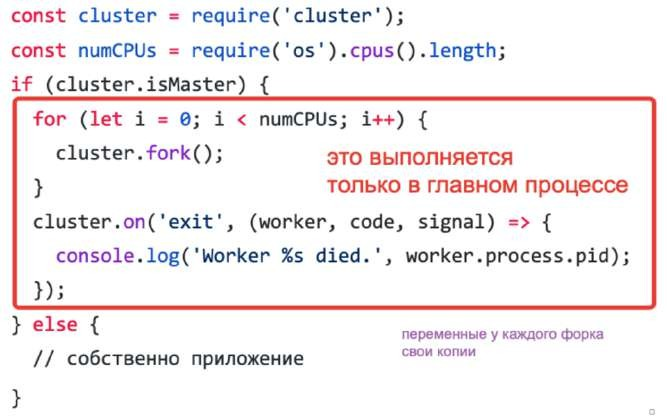 const cluster = require('cluster');
const numCPUs = require('os').cpus().length;
if (cluster.isMaster) {
for (let i = 0; i < numCPUs; i++) {
cluster.fork();
это выполняется
только в главном процессе
}
cluster.on('exit', (worker, code, signal) => {
console.log('Worker %s died.', worker.process.pid);
});
} else {
переменные у каждого форка
свои копии
// собственно приложение
}